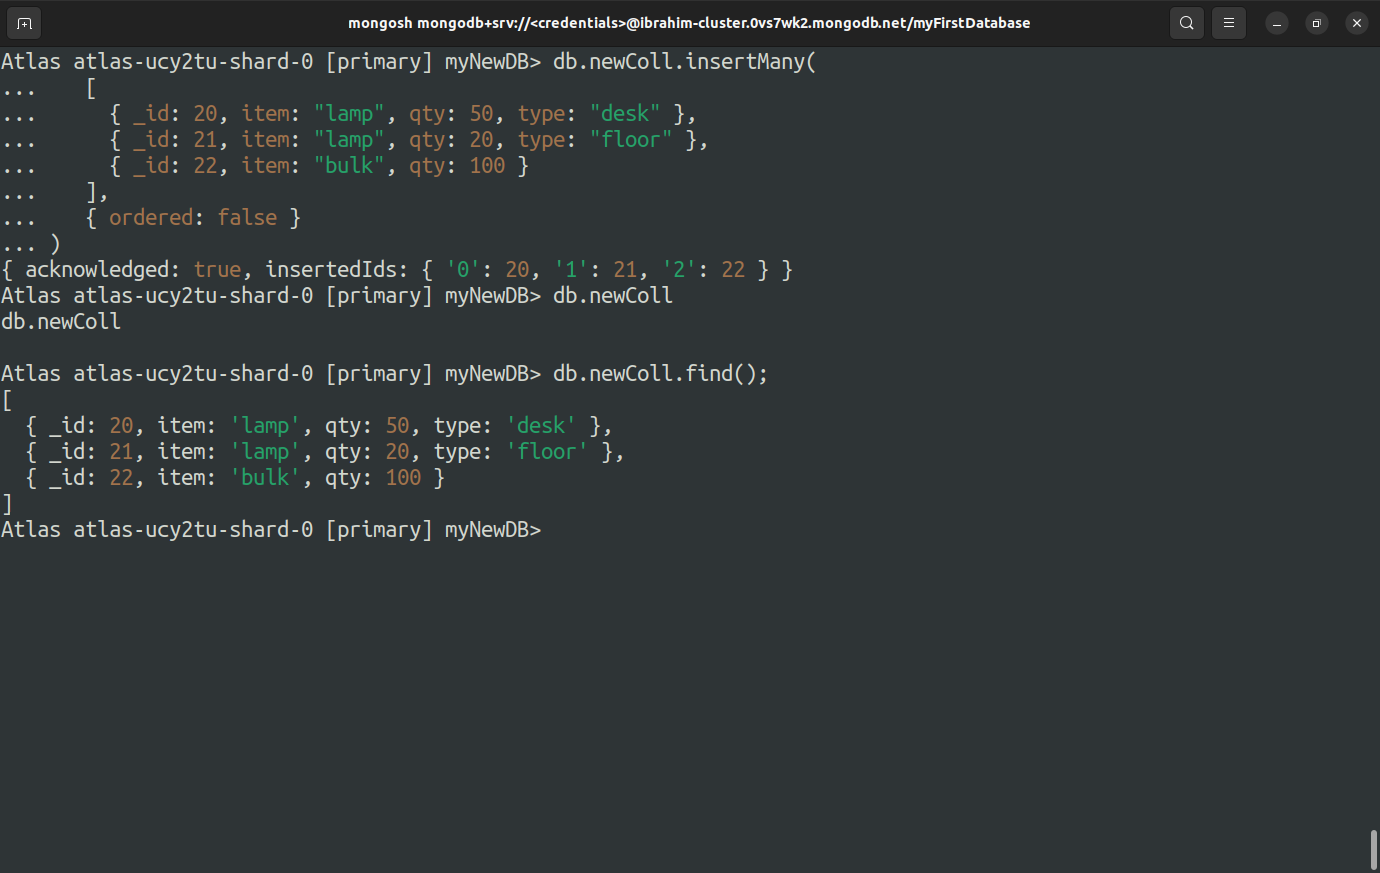 mongosh mongodb+srv://<credentials>@ibrahim-cluster.0vs7wk2.mongodb.net/myFirstDatabase
Atlas atlas-ucy2tu-shard-0 [primary] myNewDB> db.newColl.insertMany(
...    [
...      { _id: 20, item: "lamp", qty: 50, type: "desk" },
...      { _id: 21, item: "lamp", qty: 20, type: "floor" },
...      { _id: 22, item: "bulk", qty: 100 }
...    ],
...    { ordered: false }
... )
{ acknowledged: true, insertedIds: { '0': 20, '1': 21, '2': 22 } }
Atlas atlas-ucy2tu-shard-0 [primary] myNewDB> db.newColl
db.newColl
Atlas atlas-ucy2tu-shard-0 [primary] myNewDB> db.newColl.find();
[
  { _id: 20, item: 'lamp', qty: 50, type: 'desk' },
  { _id: 21, item: 'lamp', qty: 20, type: 'floor' },
  { _id: 22, item: 'bulk', qty: 100 }
]
Atlas atlas-ucy2tu-shard-0 [primary] myNewDB>